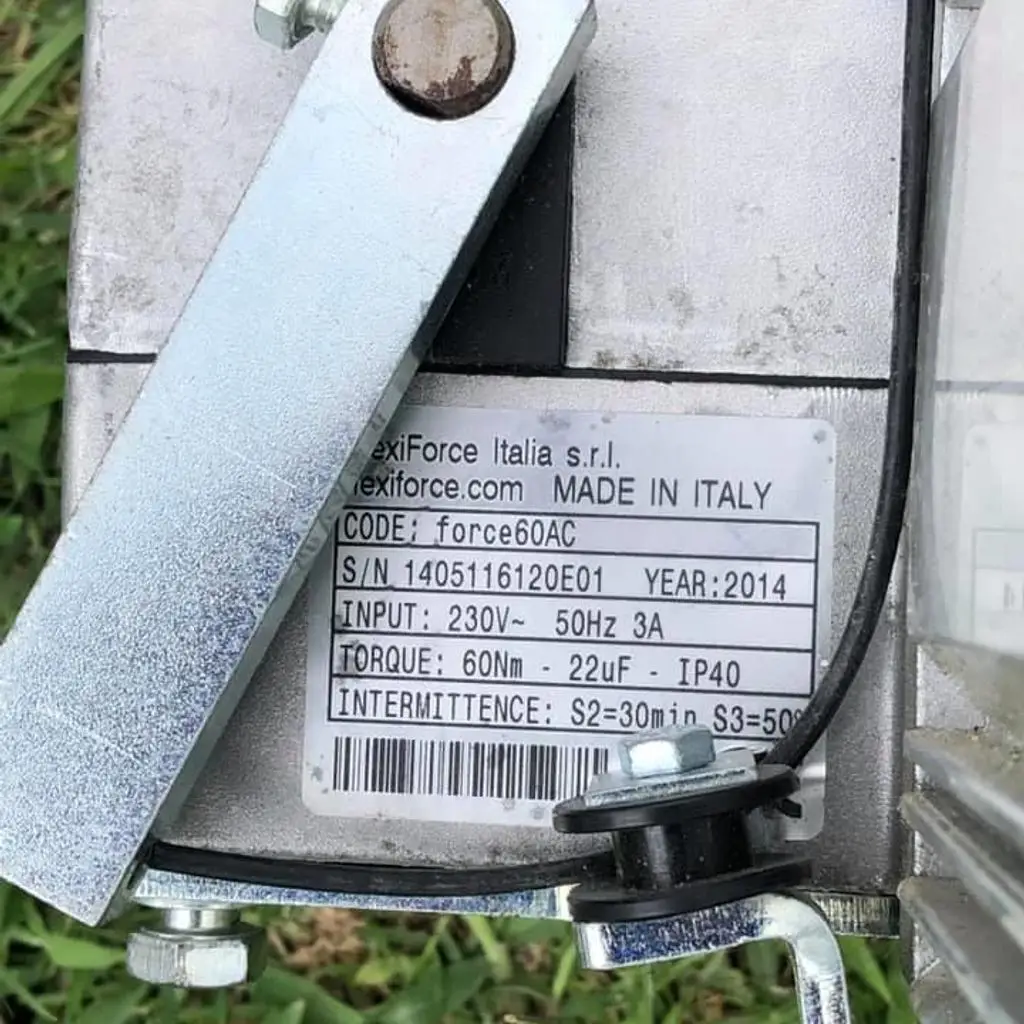 exiForce Italia s.r.l.
exiforce.com MADE IN ITALY
CODE: force60AC
S/N 1405116120E01 YEAR:2014
INPUT: 230V~ 50Hz 3A
TORQUE: 60Nm - 22uF - IP40
INTERMITTENCE: S2=30min S3=50%